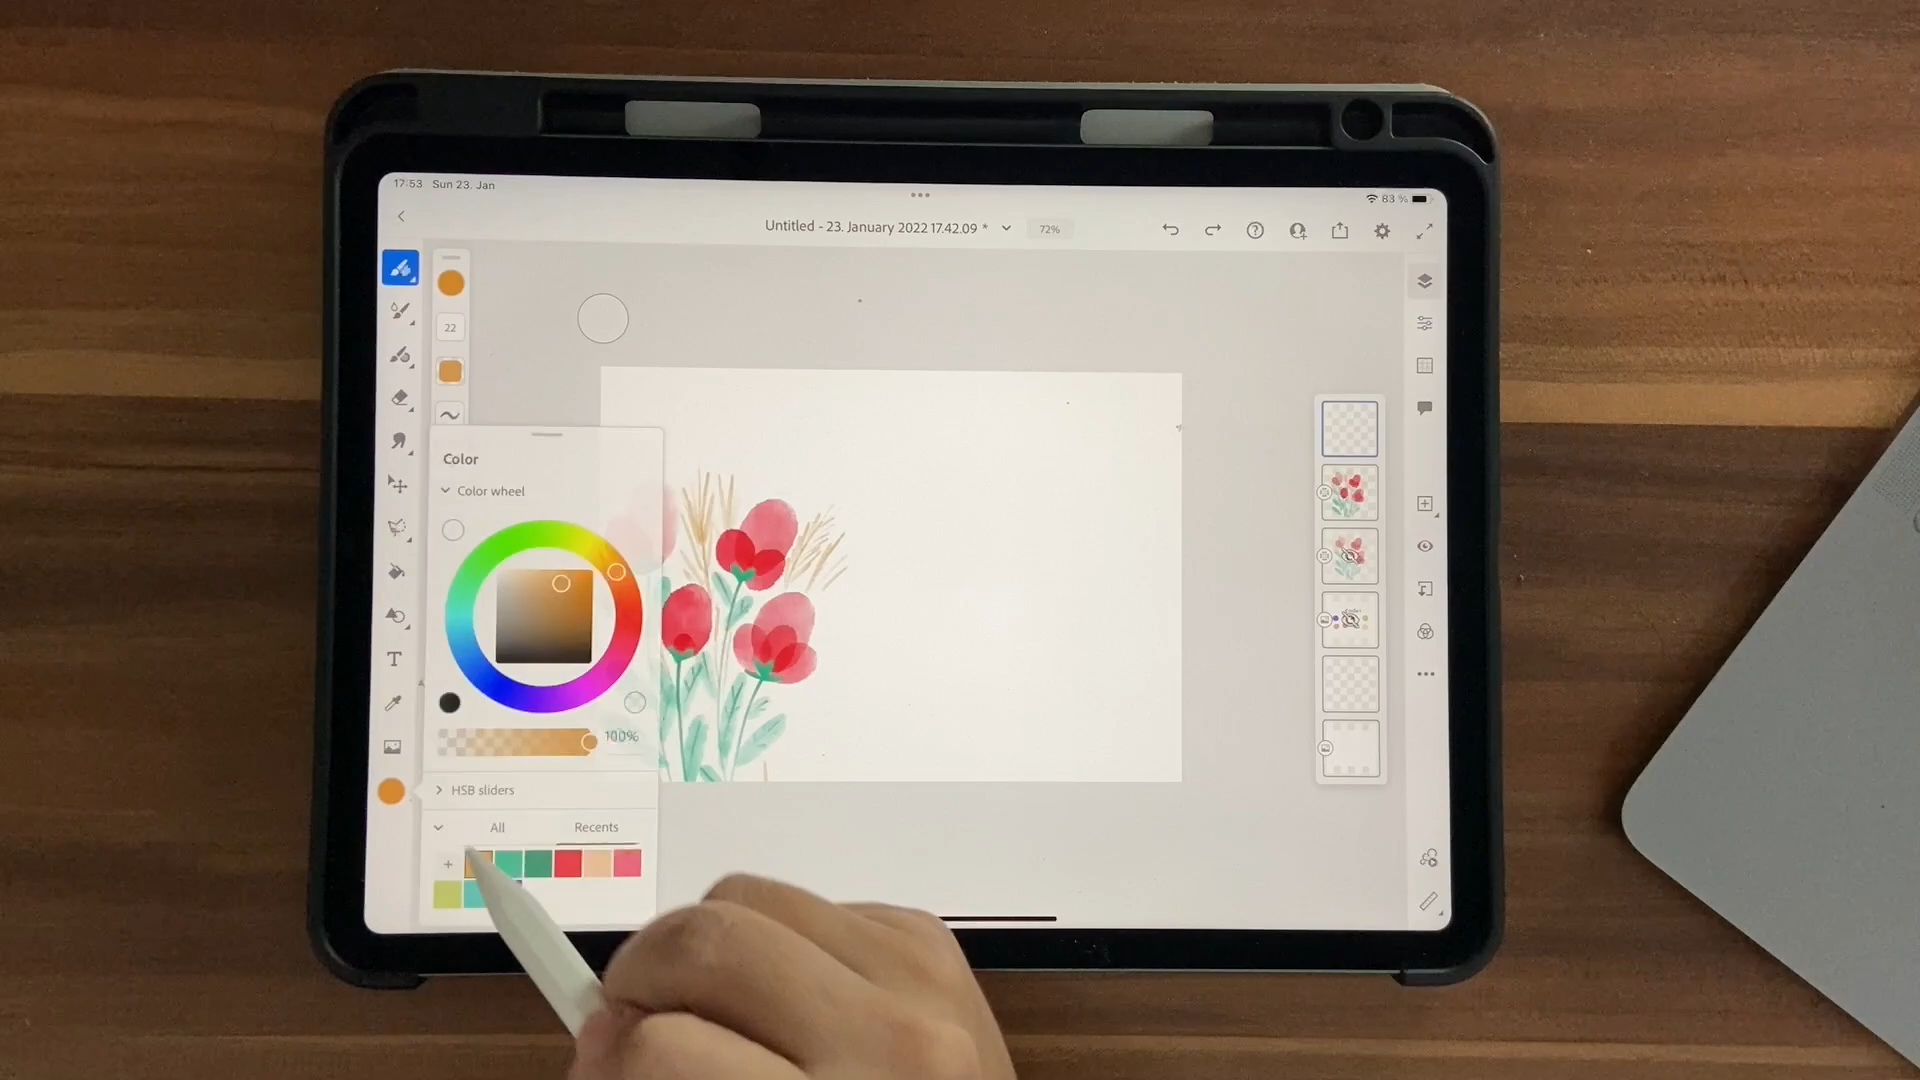 17:53 Sun 23. Jan
83 %
Untitled - 23. January 2022 17.42.09 *
72%
22
Color
Color wheel
100%
HSB sliders
All
Recents